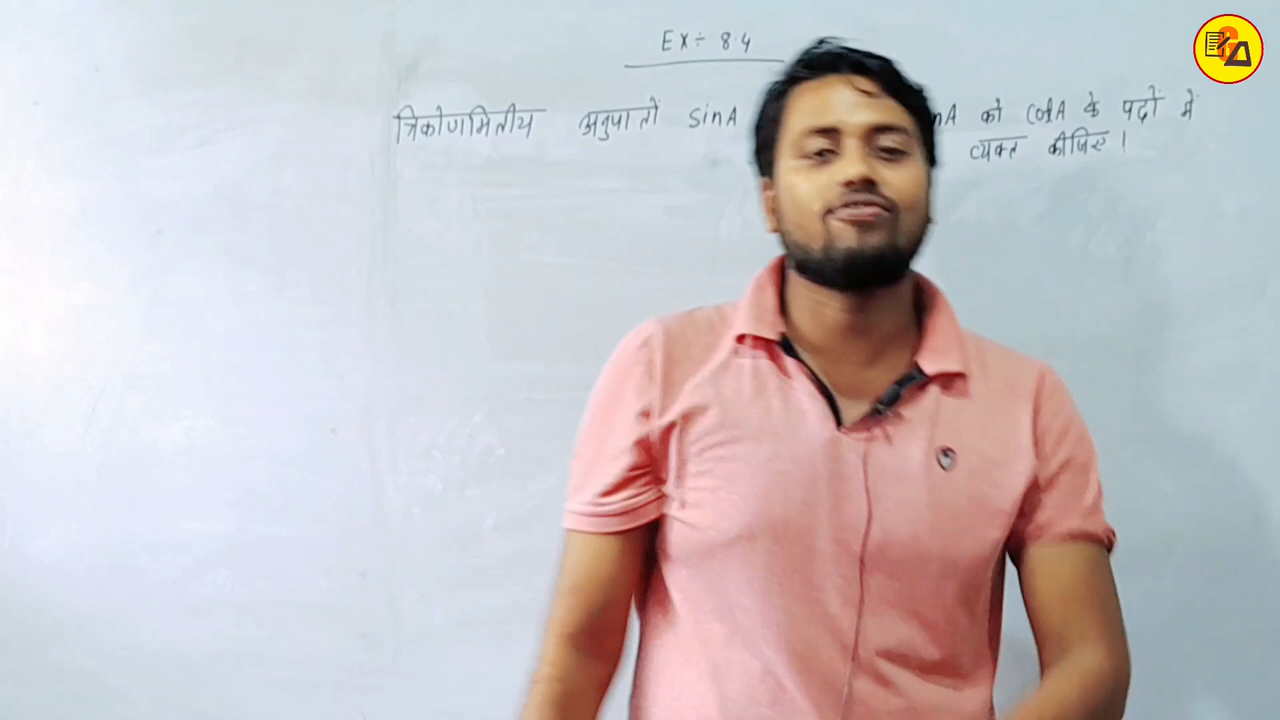 Ex÷ 8.4
त्रिकोणमितीय अनुपातों sinA nA को cotA के पदों में
व्यक्त कीजिए।